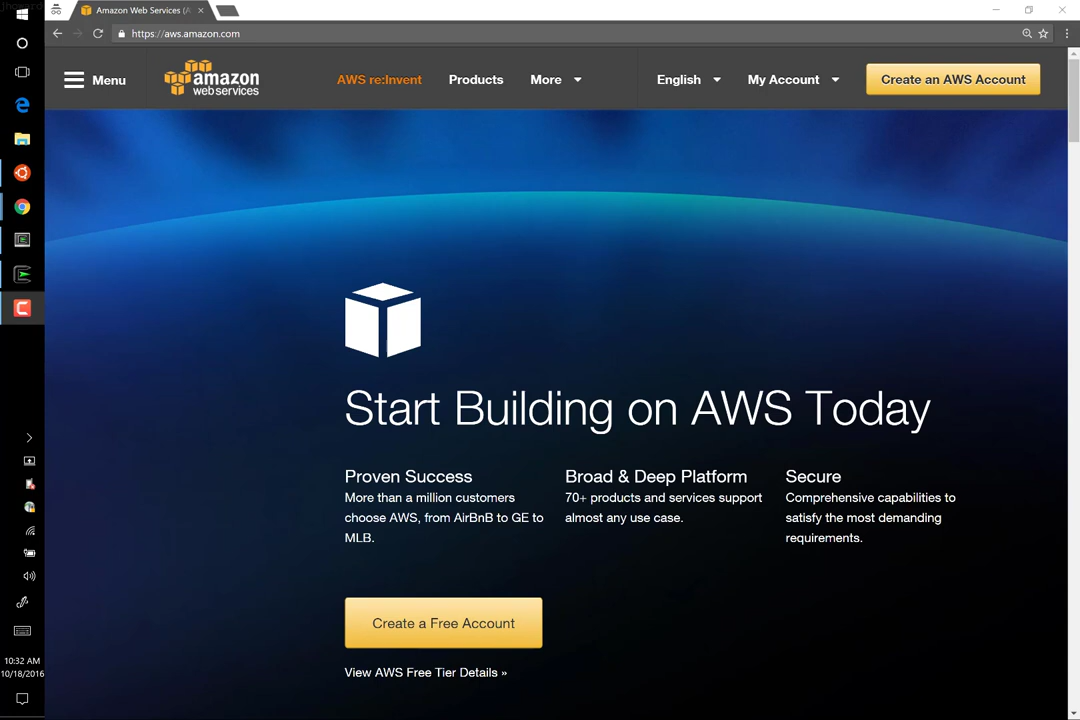 Amazon Web Services (A
https://aws.amazon.com
Menu
amazon
web services
AWS re:Invent
Products
More
English
My Account
Create an AWS Account
Start Building on AWS Today
Proven Success
More than a million customers
choose AWS, from AirBnB to GE to
MLB.
Broad & Deep Platform
70+ products and services support
almost any use case.
Secure
Comprehensive capabilities to
satisfy the most demanding
requirements.
Create a Free Account
View AWS Free Tier Details »
10:32 AM
10/18/2016